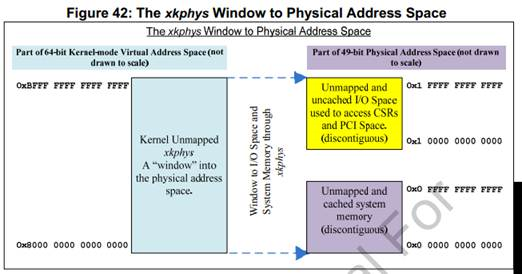 Figure 42: The xkphys Window to Physical Address Space
The xkphys Window to Physical Address Space
Part of 64-bit Kernel-mode Virtual Address Space (not
drawn to scale)
Part of 49-bit Physical Address Space (not drawn
to scale)
0xBFFF FFFF FFFF FFFF
Kernel Unmapped
xkphys
A "window" into
the physical address
space.
0x8000 0000 0000 0000
Window to I/O Space and
System Memory through
xkphys
Unmapped and
uncached I/O Space
used to access CSRs
and PCI Space.
(discontiguous)
0x1 FFFF FFFF FFFF
0x1 0000 0000 0000
Unmapped and
cached system
memory
(discontiguous)
0x0 FFFF FFFF FFFF
0x0 0000 0000 0000
For